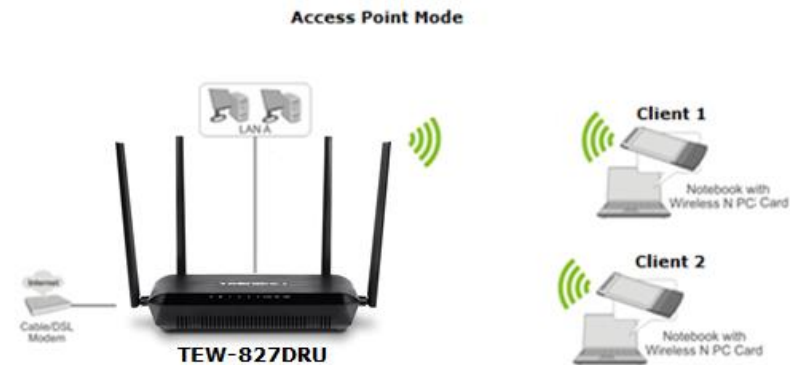 Access Point Mode
LAN A
Client 1
Notebook with
Wireless N PC Card
Client 2
Notebook with
Wireless N PC Card
Internet
Cable/DSL
Modem
TEW-827DRU